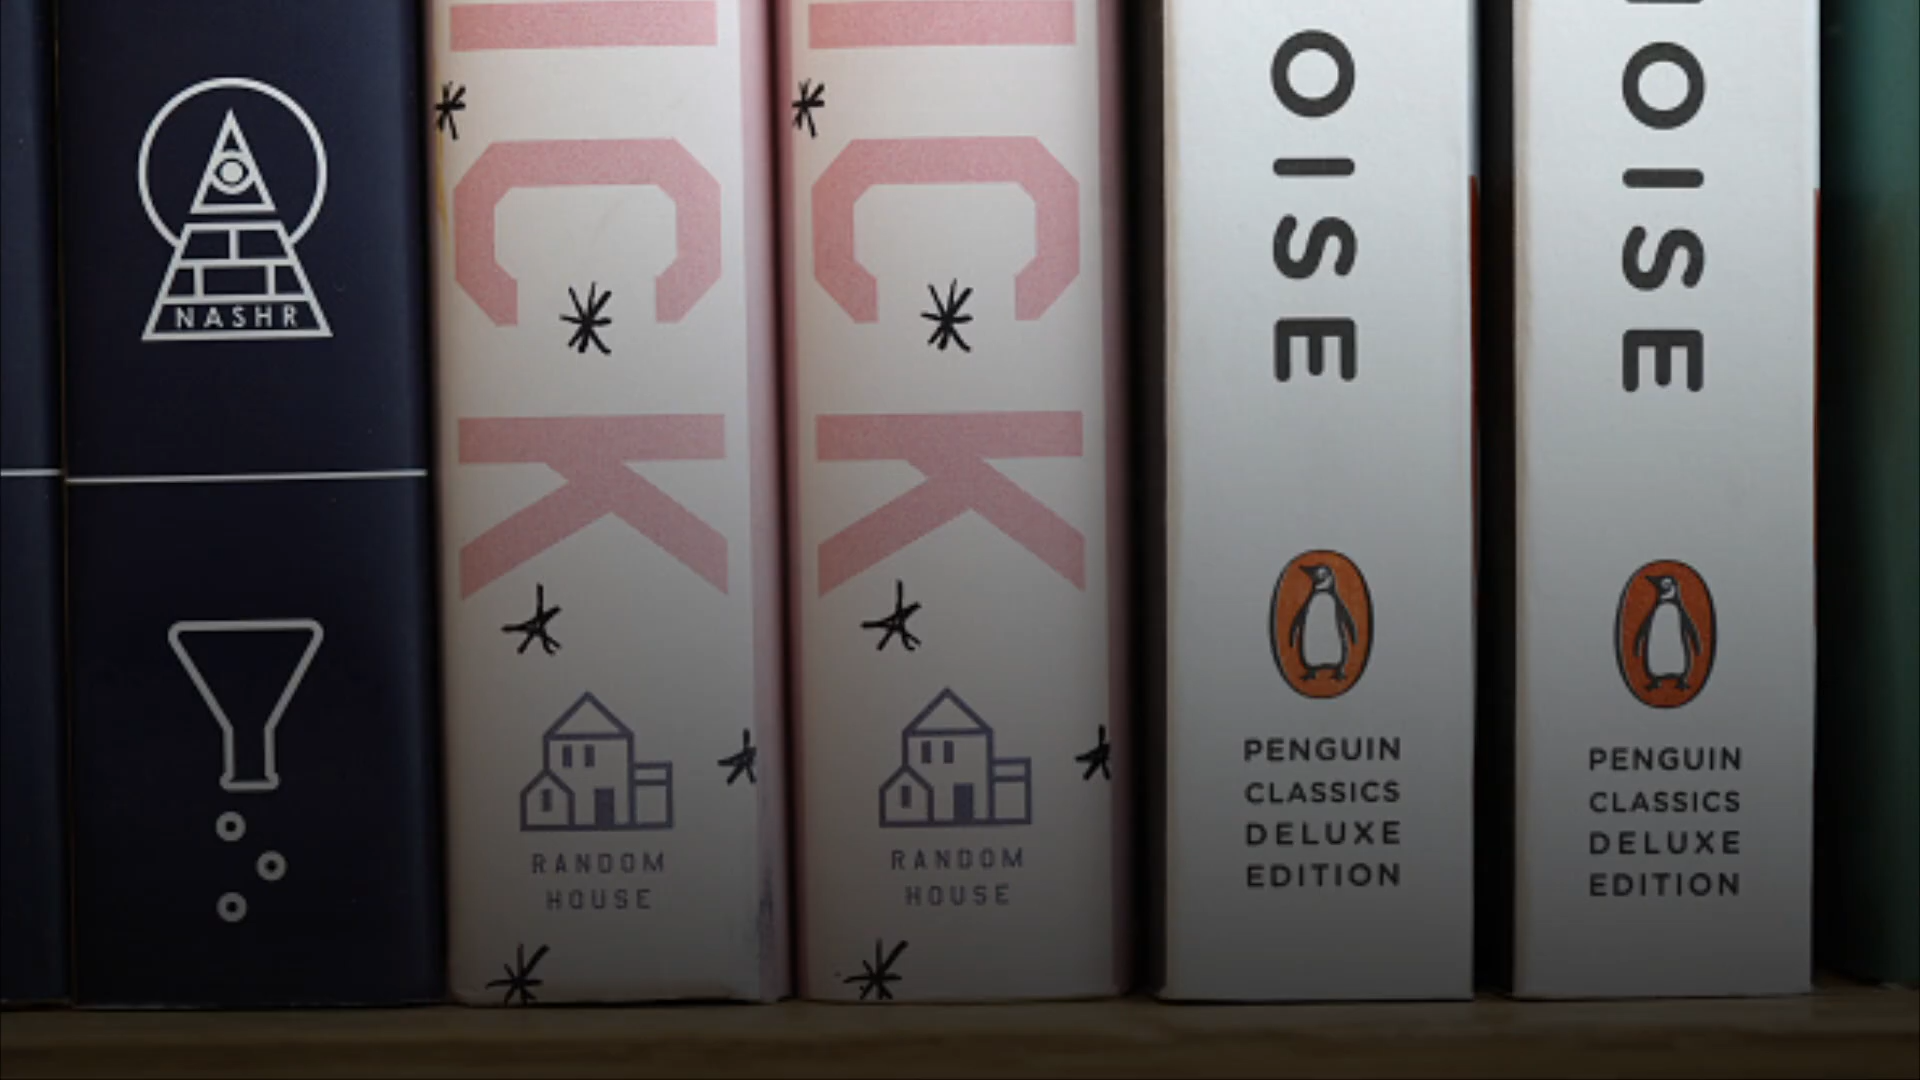 NASHR
ICK
RANDOM
HOUSE
ICK
RANDOM
HOUSE
OISE
PENGUIN
CLASSICS
DELUXE
EDITION
OISE
PENGUIN
CLASSICS
DELUXE
EDITION